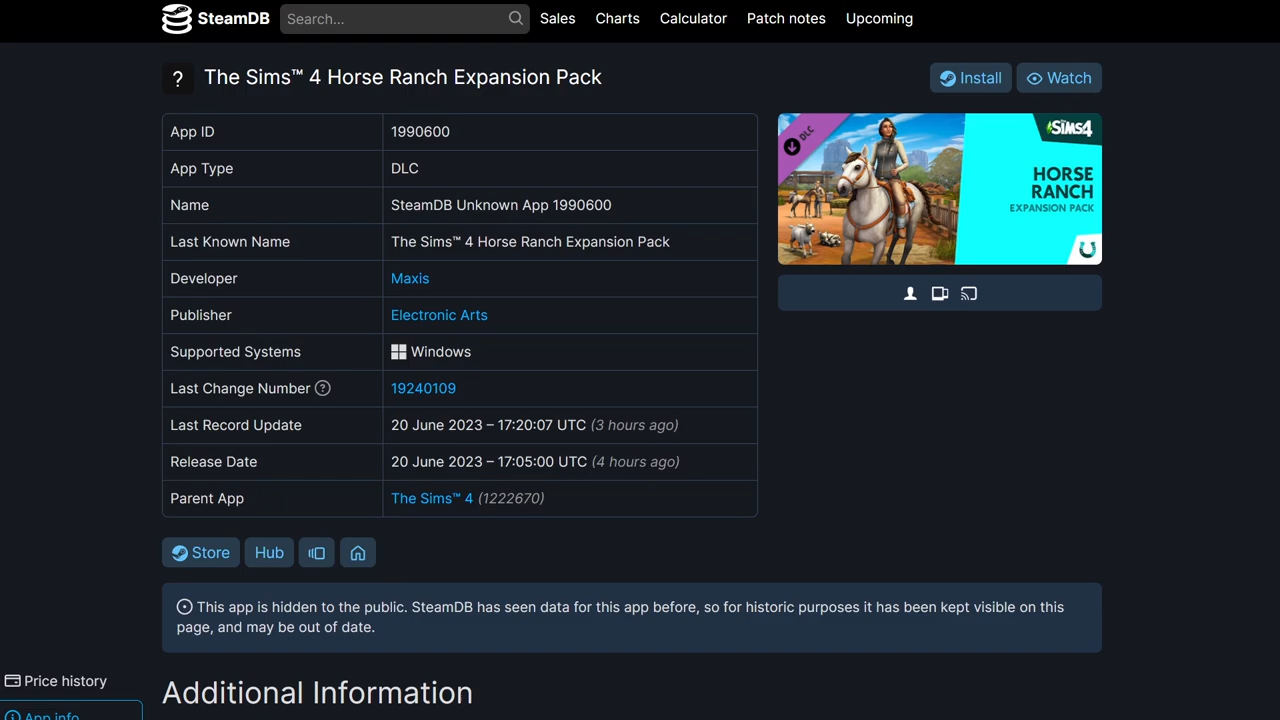 SteamDB Search... Sales Charts Calculator Patch notes Upcoming
? The Sims™ 4 Horse Ranch Expansion Pack Install Watch
App ID 1990600
App Type DLC
Name SteamDB Unknown App 1990600
Last Known Name The Sims™ 4 Horse Ranch Expansion Pack
Developer Maxis
Publisher Electronic Arts
Supported Systems Windows
Last Change Number ? 19240109
Last Record Update 20 June 2023 – 17:20:07 UTC (3 hours ago)
Release Date 20 June 2023 – 17:05:00 UTC (4 hours ago)
Parent App The Sims™ 4 (1222670)
DLC
THE SIMS 4
HORSE
RANCH
EXPANSION PACK
Store Hub
This app is hidden to the public. SteamDB has seen data for this app before, so for historic purposes it has been kept visible on this
page, and may be out of date.
Price history
App info
Additional Information